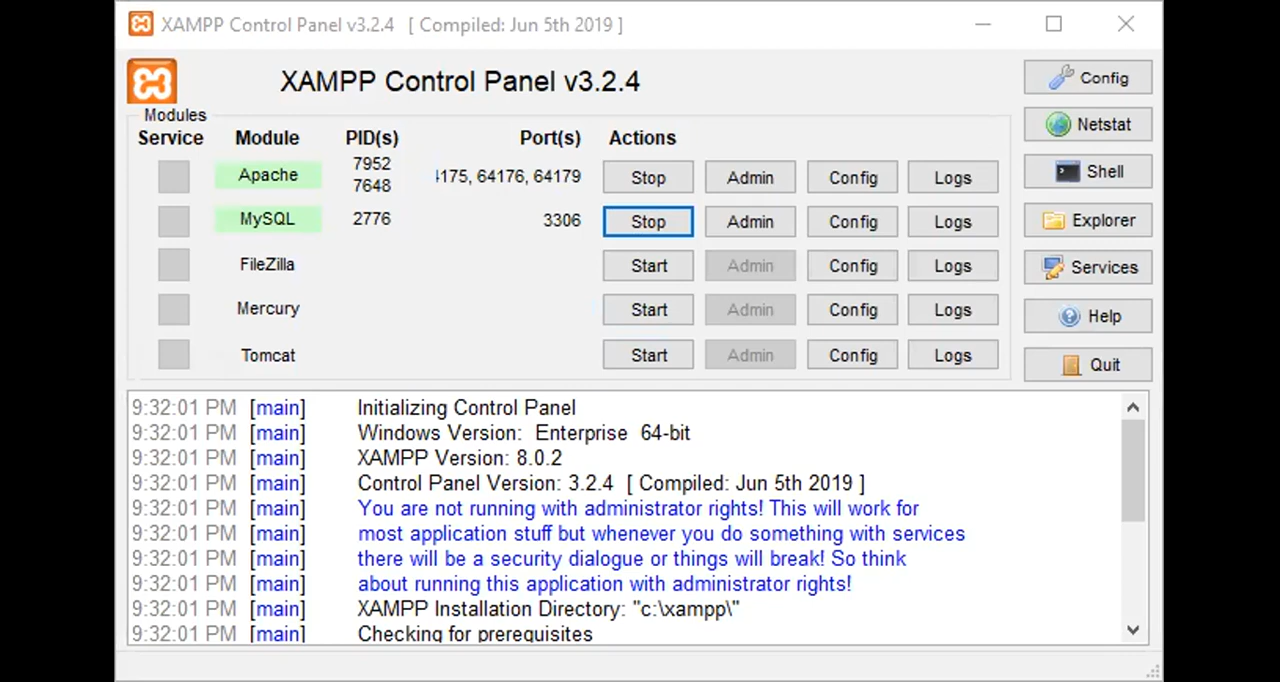 XAMPP Control Panel v3.2.4 [ Compiled: Jun 5th 2019 ]
XAMPP Control Panel v3.2.4
Config
Modules
Service Module PID(s) Port(s) Actions
Netstat
Apache 7952 7648 4175, 64176, 64179 Stop Admin Config Logs
Shell
MySQL 2776 3306 Stop Admin Config Logs
Explorer
FileZilla Start Admin Config Logs
Services
Mercury Start Admin Config Logs
Help
Tomcat Start Admin Config Logs
Quit
9:32:01 PM [main] Initializing Control Panel
9:32:01 PM [main] Windows Version: Enterprise 64-bit
9:32:01 PM [main] XAMPP Version: 8.0.2
9:32:01 PM [main] Control Panel Version: 3.2.4 [ Compiled: Jun 5th 2019 ]
9:32:01 PM [main] You are not running with administrator rights! This will work for
9:32:01 PM [main] most application stuff but whenever you do something with services
9:32:01 PM [main] there will be a security dialogue or things will break! So think
9:32:01 PM [main] about running this application with administrator rights!
9:32:01 PM [main] XAMPP Installation Directory: "c:\xampp\"
9:32:01 PM [main] Checking for prerequisites